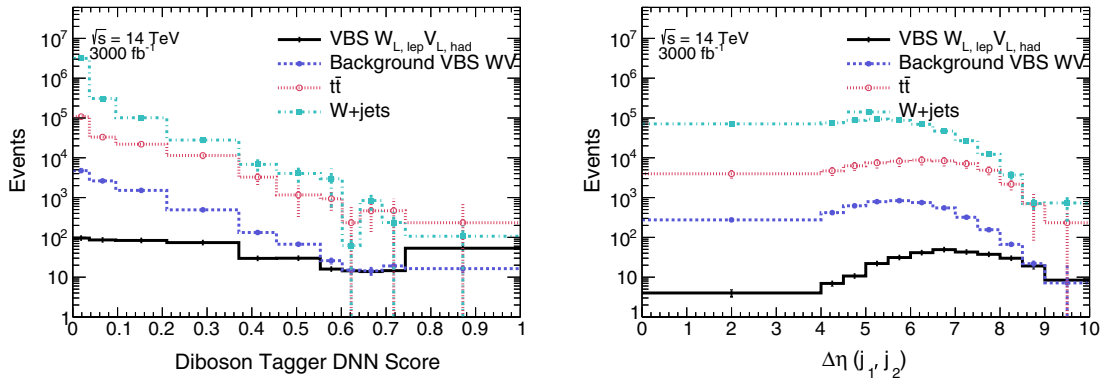 √s = 14 TeV
3000 fb⁻¹
VBS W_{L, lep}V_{L, had}
Background VBS WV
tt̄
W+jets
Events
10⁷
10⁶
10⁵
10⁴
10³
10²
10
1
0 0.1 0.2 0.3 0.4 0.5 0.6 0.7 0.8 0.9 1
Diboson Tagger DNN Score
√s = 14 TeV
3000 fb⁻¹
VBS W_{L, lep}V_{L, had}
Background VBS WV
tt̄
W+jets
Events
10⁷
10⁶
10⁵
10⁴
10³
10²
10
1
0 1 2 3 4 5 6 7 8 9 10
Δη (j₁, j₂)